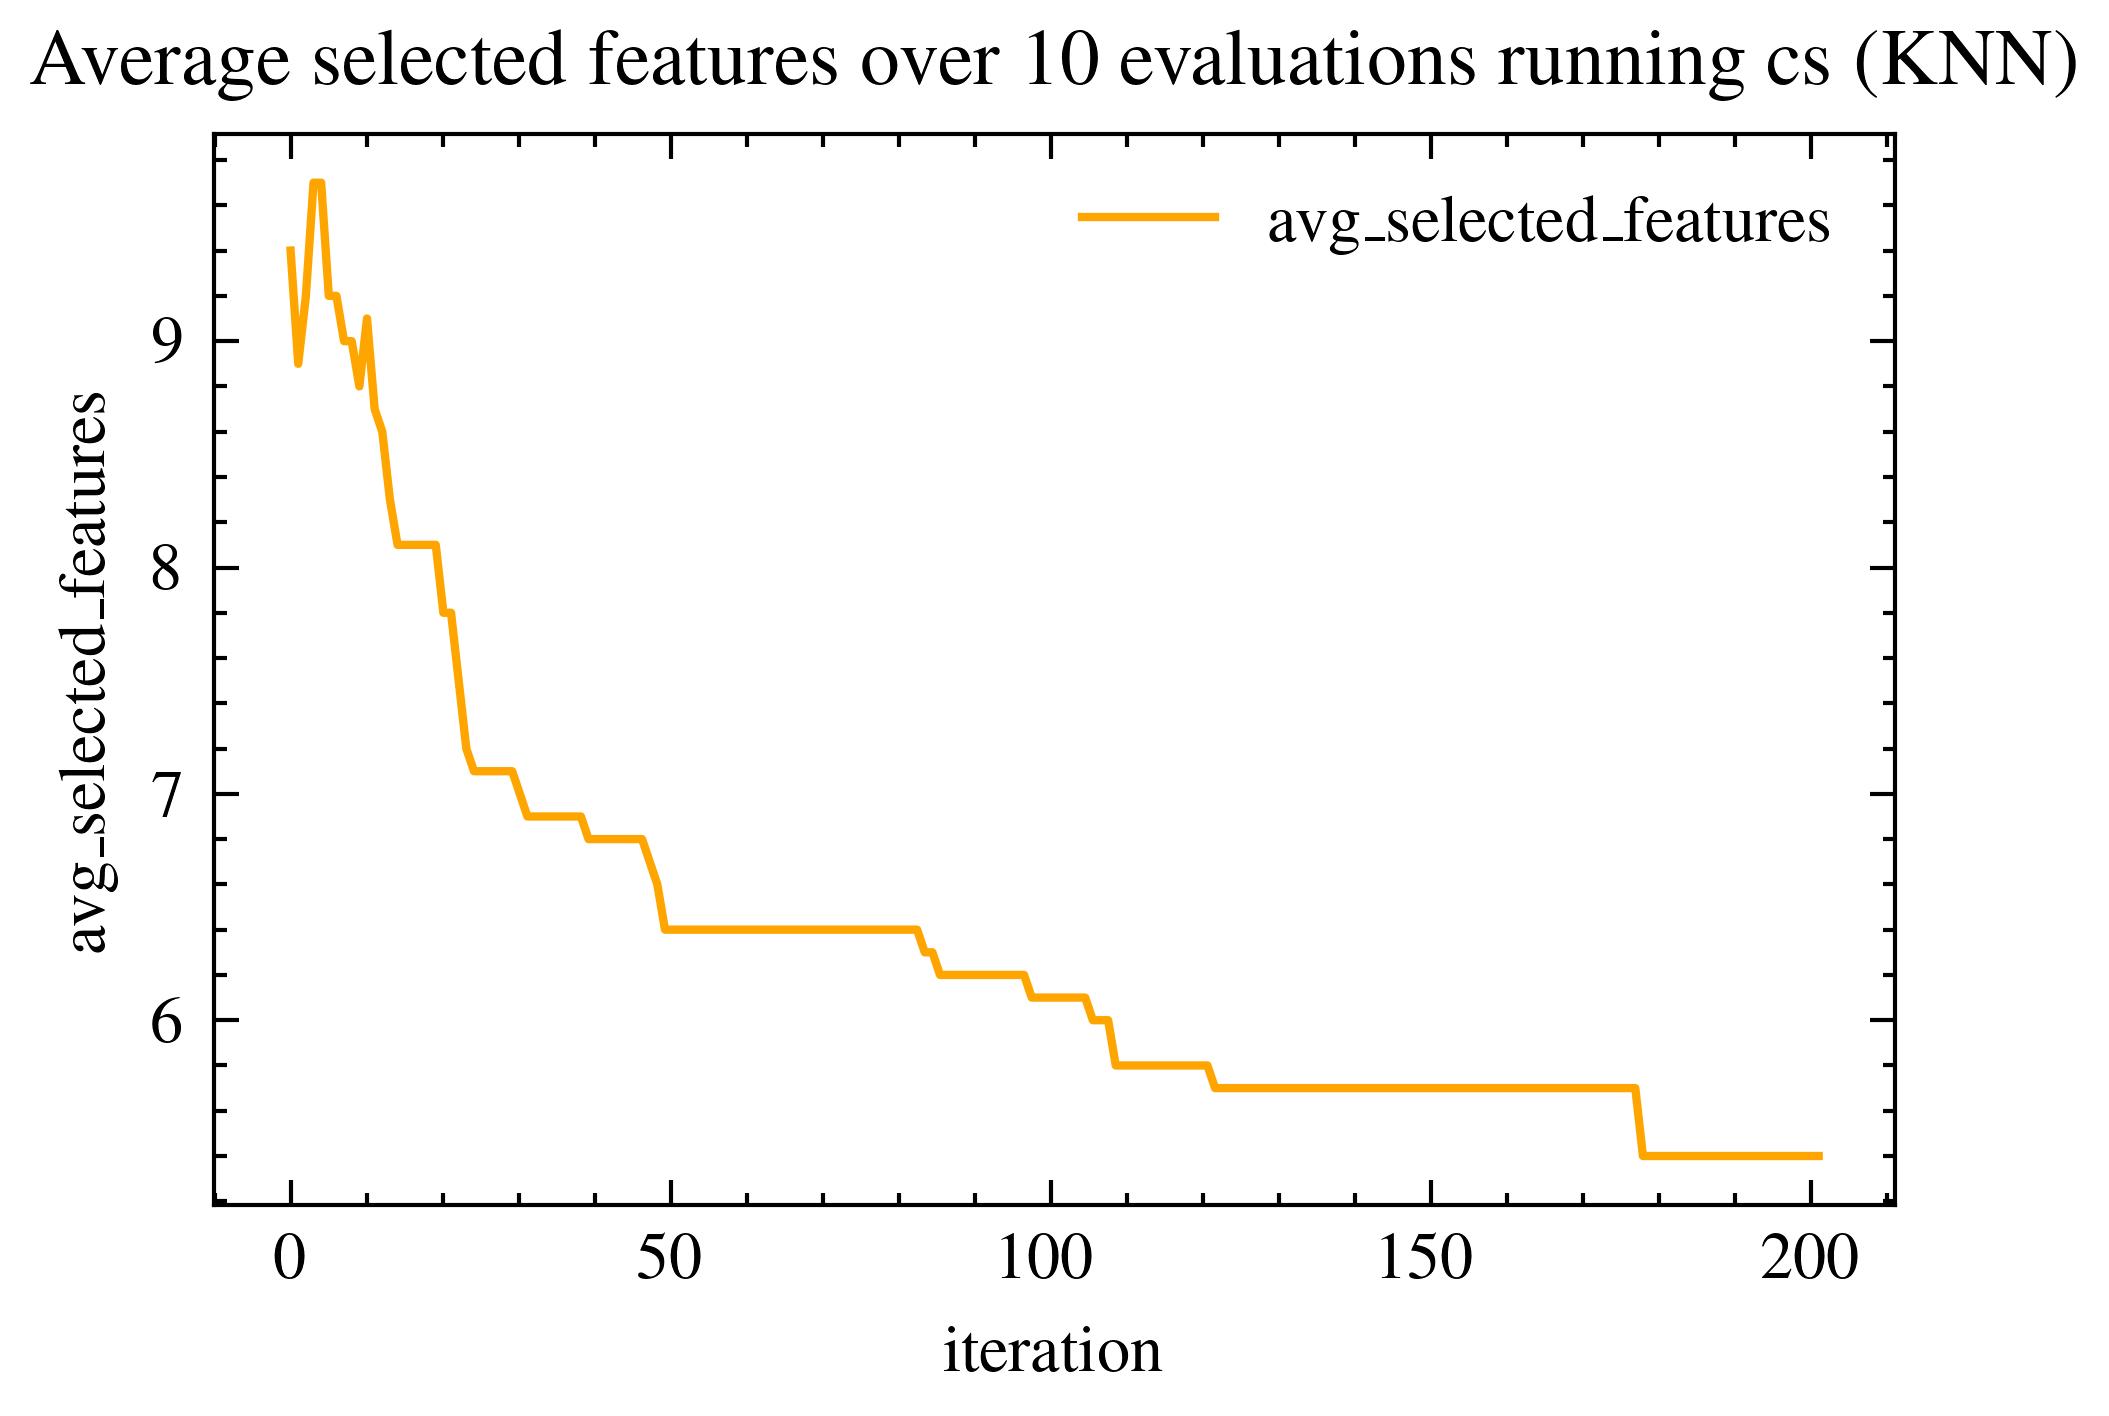 Average selected features over 10 evaluations running cs (KNN)
avg_selected_features
avg_selected_features
9
8
7
6
0 50 100 150 200
iteration